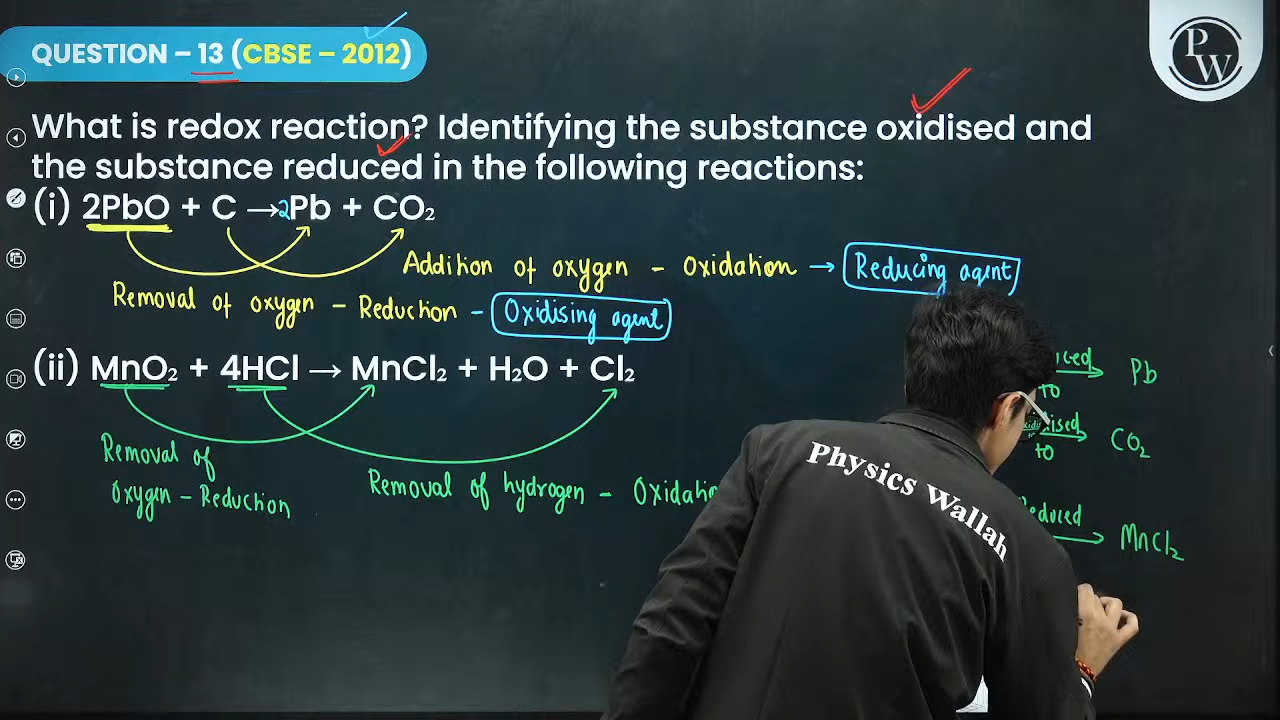 QUESTION – 13 (CBSE – 2012)
PW
What is redox reaction? Identifying the substance oxidised and
the substance reduced in the following reactions:
(i) 2PbO + C → 2Pb + CO₂
Addition of oxygen - Oxidation → Reducing agent
Removal of oxygen - Reduction - Oxidising agent
(ii) MnO₂ + 4HCl → MnCl₂ + H₂O + Cl₂
Pb
to
to
CO₂
Removal of
oxygen - Reduction
Removal of hydrogen -
Physics Wallah
MnCl₂